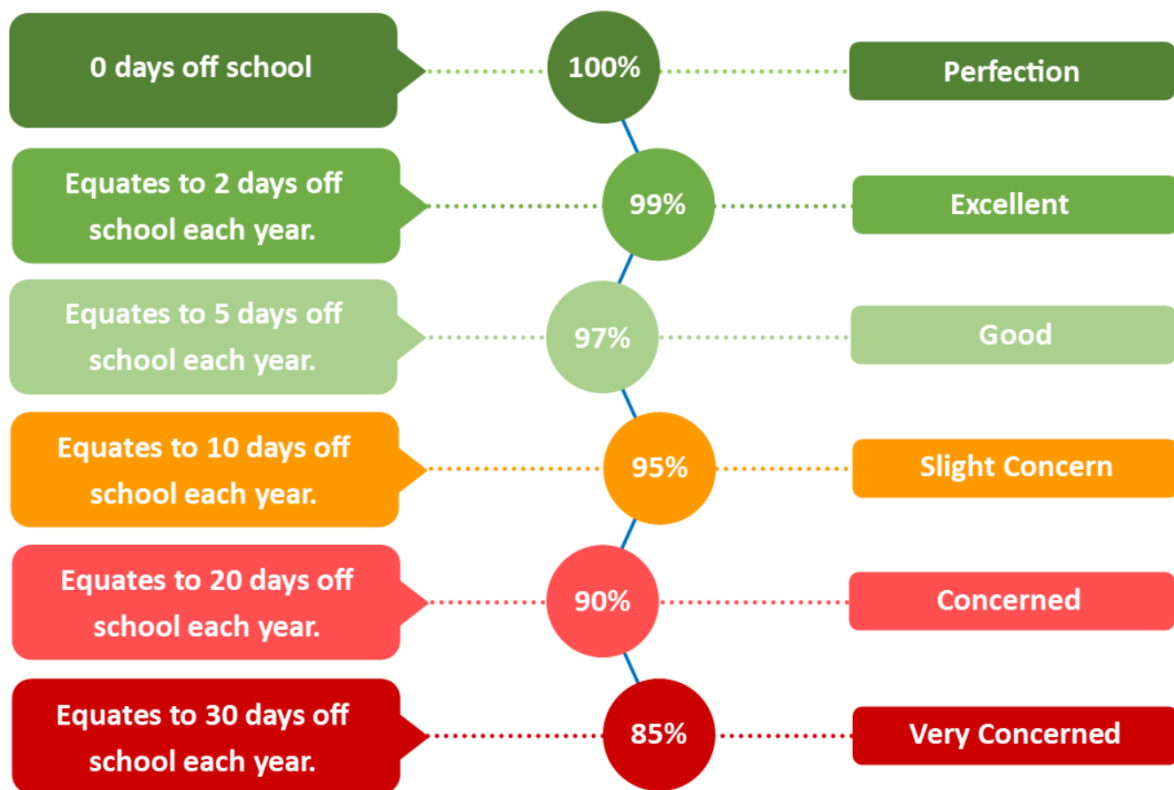 0 days off school
100%
Perfection
Equates to 2 days off
school each year.
99%
Excellent
Equates to 5 days off
school each year.
97%
Good
Equates to 10 days off
school each year.
95%
Slight Concern
Equates to 20 days off
school each year.
90%
Concerned
Equates to 30 days off
school each year.
85%
Very Concerned